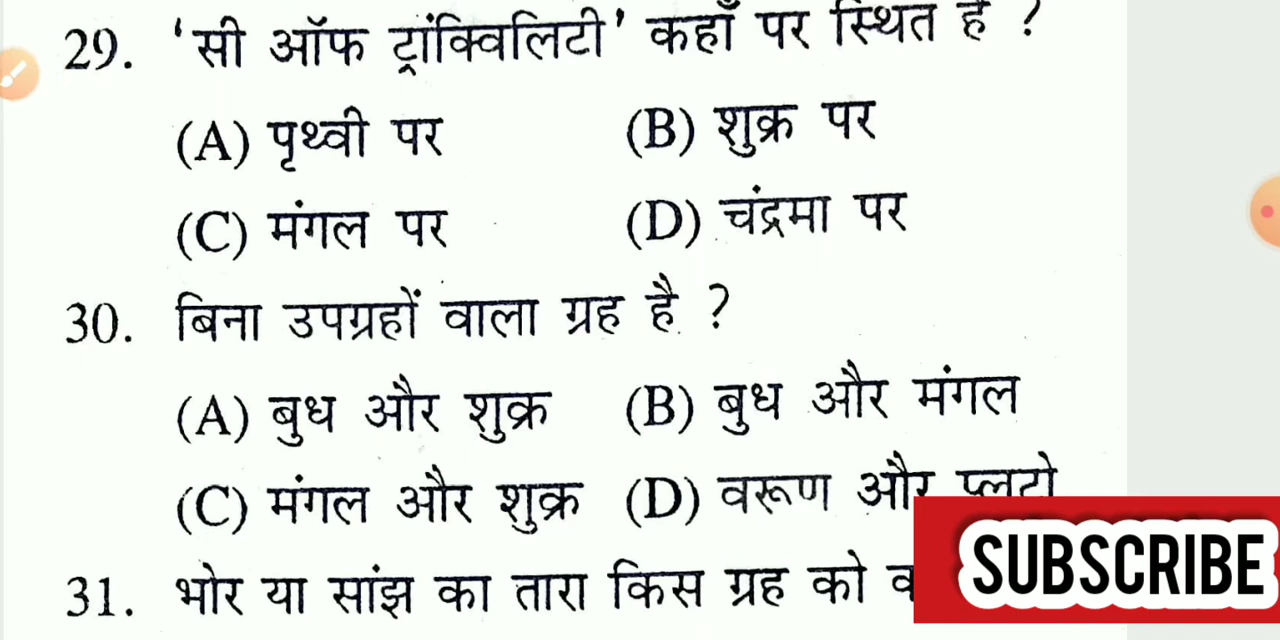 29. 'सी ऑफ ट्रांक्विलिटी' कहाँ पर स्थित है ?
(A) पृथ्वी पर (B) शुक्र पर
(C) मंगल पर (D) चंद्रमा पर
30. बिना उपग्रहों वाला ग्रह है ?
(A) बुध और शुक्र (B) बुध और मंगल
(C) मंगल और शुक्र (D) वरूण और
31. भोर या सांझ का तारा किस ग्रह को
SUBSCRIBE